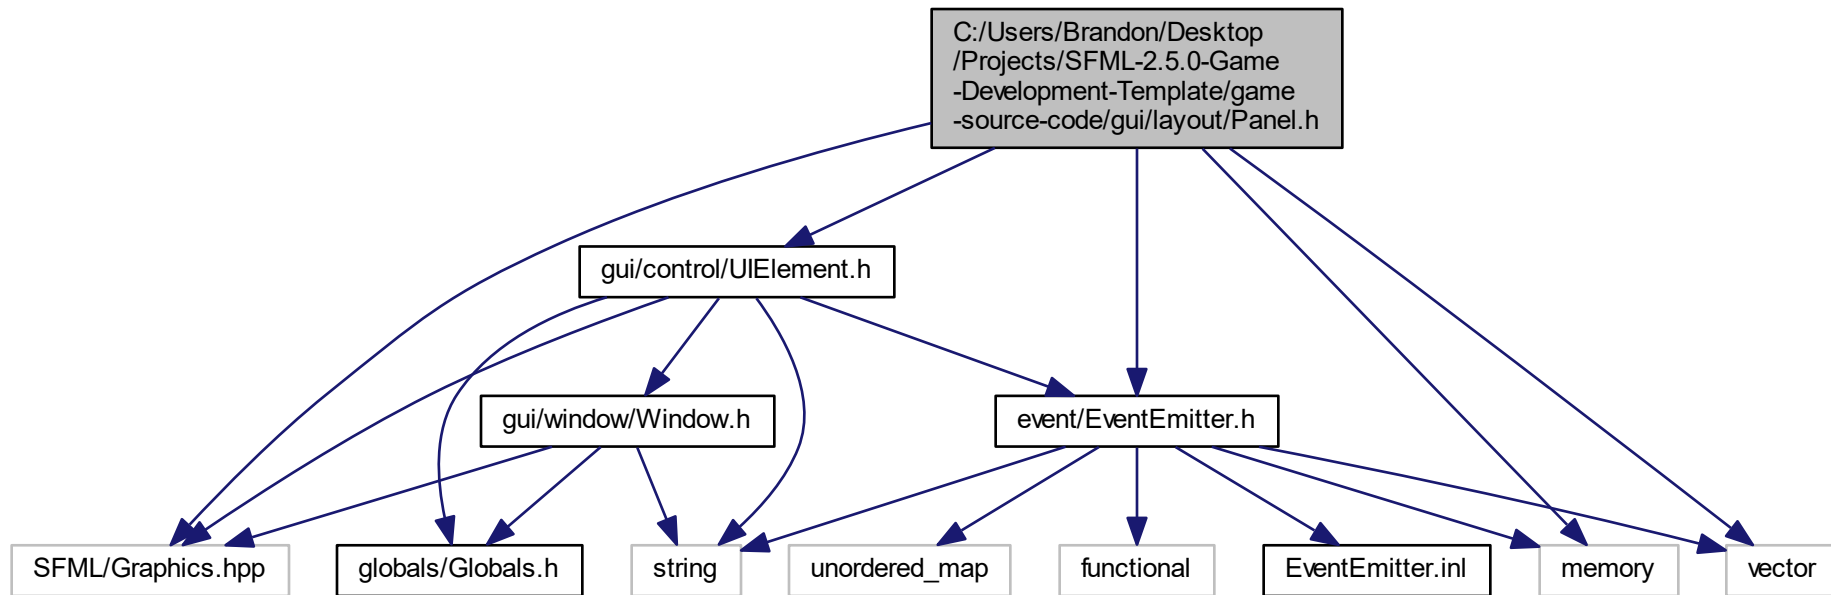 C:/Users/Brandon/Desktop
/Projects/SFML-2.5.0-Game
-Development-Template/game
-source-code/gui/layout/Panel.h
gui/control/UIElement.h
gui/window/Window.h
event/EventEmitter.h
SFML/Graphics.hpp
globals/Globals.h
string
unordered_map
functional
EventEmitter.inl
memory
vector